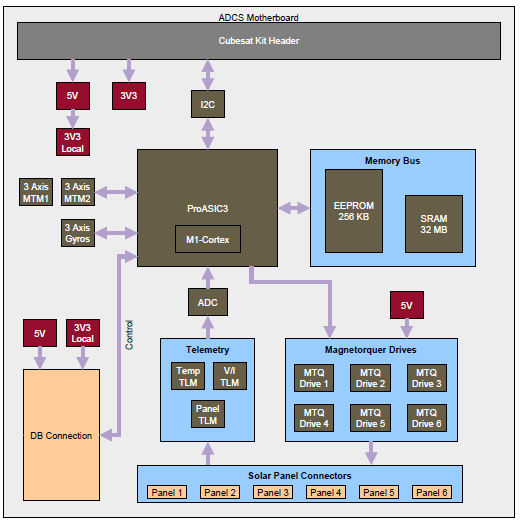 ADCS Motherboard
Cubesat Kit Header
5V
3V3
I2C
3V3
Local
3 Axis
MTM1
3 Axis
MTM2
3 Axis
Gyros
ProASIC3
M1-Cortex
Memory Bus
EEPROM
256 KB
SRAM
32 MB
ADC
Control
5V
3V3
Local
DB Connection
Telemetry
Temp
TLM
V/I
TLM
Panel
TLM
5V
Magnetorquer Drives
MTQ
Drive 1
MTQ
Drive 2
MTQ
Drive 3
MTQ
Drive 4
MTQ
Drive 5
MTQ
Drive 6
Solar Panel Connectors
Panel 1
Panel 2
Panel 3
Panel 4
Panel 5
Panel 6